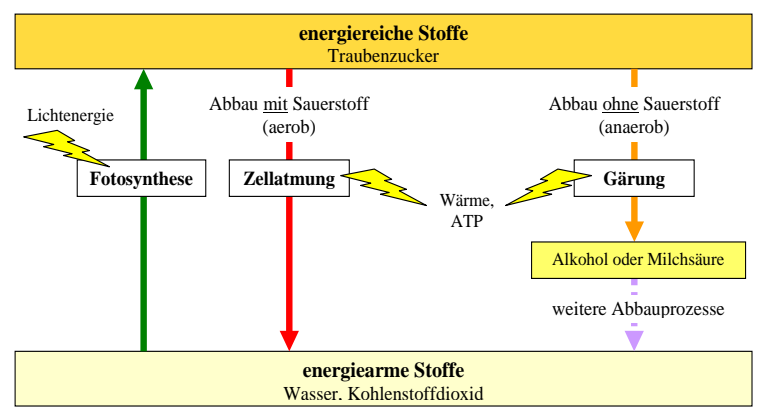 energiereiche Stoffe
Traubenzucker
Lichtenergie
Abbau mit Sauerstoff
(aerob)
Abbau ohne Sauerstoff
(anaerob)
Fotosynthese
Zellatmung
Gärung
Wärme,
ATP
Alkohol oder Milchsäure
weitere Abbauprozesse
energiearme Stoffe
Wasser, Kohlenstoffdioxid